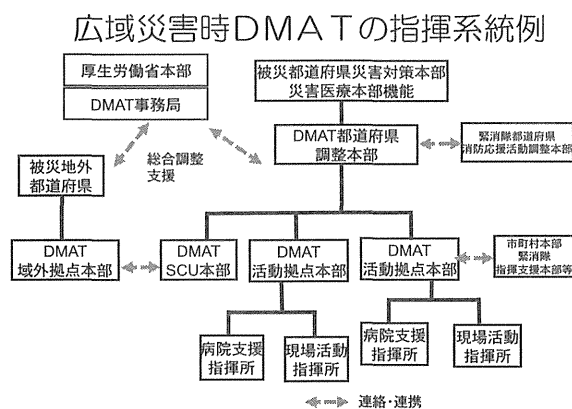 広域災害時DMATの指揮系統例
厚生労働省本部
DMAT事務局
被災都道府県災害対策本部
災害医療本部機能
DMAT都道府県
調整本部
緊消隊都道府県
消防応援活動調整本部
総合調整
支援
被災地外
都道府県
DMAT
域外拠点本部
DMAT
SCU本部
DMAT
活動拠点本部
DMAT
活動拠点本部
市町村本部
緊消隊
指揮支援本部等
病院支援
指揮所
現場活動
指揮所
病院支援
指揮所
現場活動
指揮所
連絡・連携